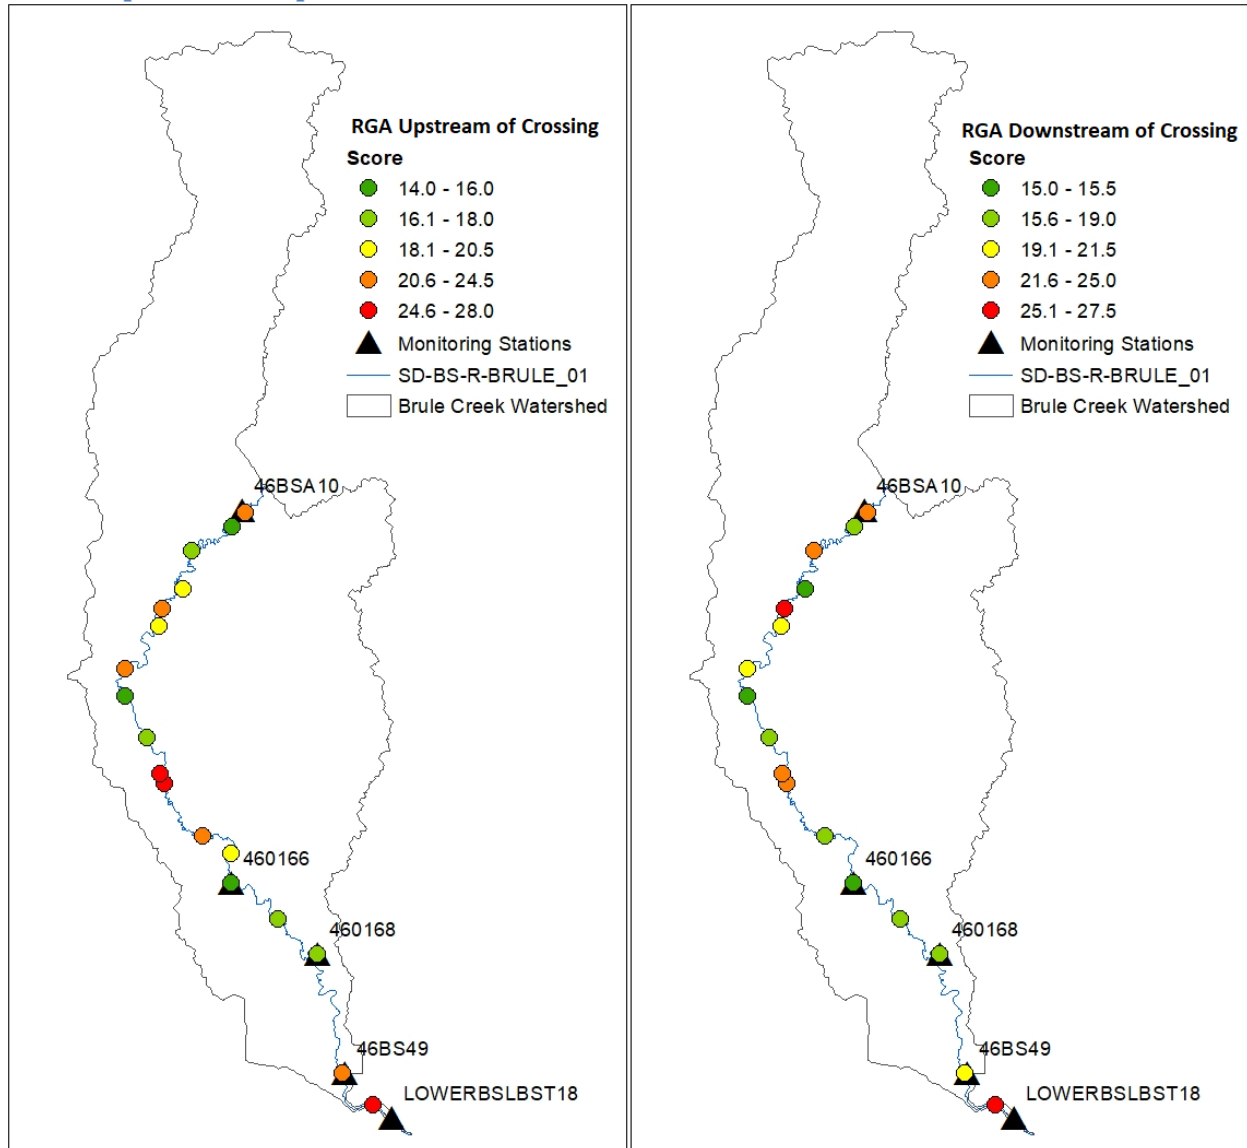 RGA Upstream of Crossing
Score
14.0 - 16.0
16.1 - 18.0
18.1 - 20.5
20.6 - 24.5
24.6 - 28.0
Monitoring Stations
SD-BS-R-BRULE_01
Brule Creek Watershed
46BSA10
460166
460168
46BS49
LOWERBSLBST18
RGA Downstream of Crossing
Score
15.0 - 15.5
15.6 - 19.0
19.1 - 21.5
21.6 - 25.0
25.1 - 27.5
Monitoring Stations
SD-BS-R-BRULE_01
Brule Creek Watershed
46BSA10
460166
460168
46BS49
LOWERBSLBST18